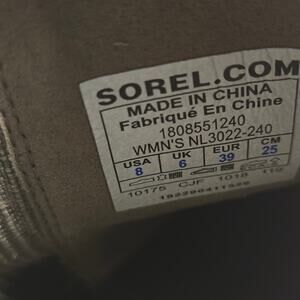 SOREL.COM
MADE IN CHINA
Fabriqué En Chine
1808551240
WMN'S NL3022-240
USA UK EUR CM
8 6 39 25
10175 CJF 1018 119